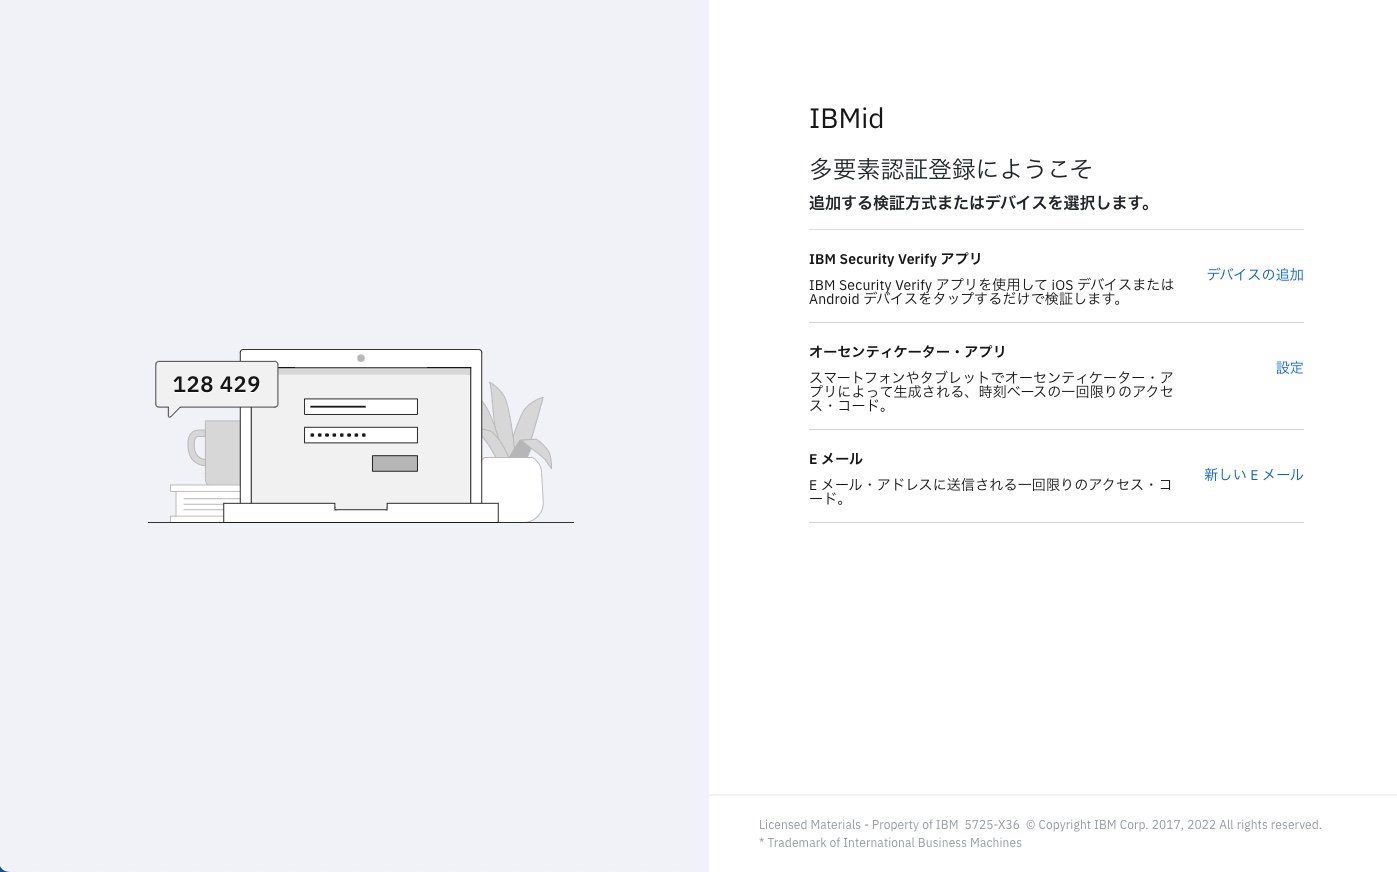 128 429
IBMid
多要素認証登録にようこそ
追加する検証方式またはデバイスを選択します。
IBM Security Verify アプリ
デバイスの追加
IBM Security Verify アプリを使用して iOS デバイスまたは
Android デバイスをタップするだけで検証します。
オーセンティケーター・アプリ
設定
スマートフォンやタブレットでオーセンティケーター・ア
プリによって生成される、時刻ベースの一回限りのアクセ
ス・コード。
E メール
新しい E メール
E メール・アドレスに送信される一回限りのアクセス・コ
ード。
Licensed Materials - Property of IBM 5725-X36 © Copyright IBM Corp. 2017, 2022 All rights reserved.
* Trademark of International Business Machines